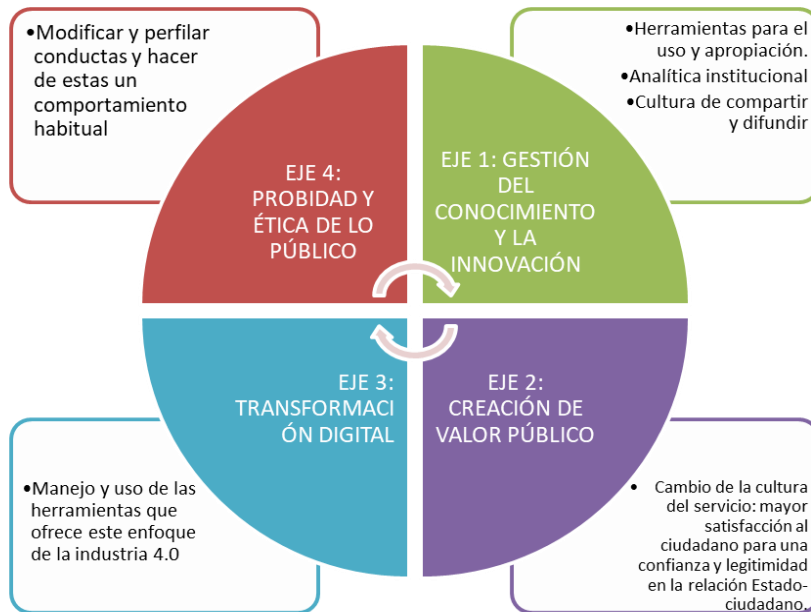 •Modificar y perfilar
conductas y hacer
de estas un
comportamiento
habitual
•Herramientas para el
uso y apropiación.
•Analítica institucional
•Cultura de compartir
y difundir
EJE 4:
PROBIDAD Y
ÉTICA DE LO
PÚBLICO
EJE 1: GESTIÓN
DEL
CONOCIMIENTO
Y LA
INNOVACIÓN
EJE 3:
TRANSFORMACI
ÓN DIGITAL
EJE 2:
CREACIÓN DE
VALOR PÚBLICO
•Manejo y uso de las
herramientas que
ofrece este enfoque
de la industria 4.0
• Cambio de la cultura
del servicio: mayor
satisfacción al
ciudadano para una
confianza y legitimidad
en la relación Estado-
ciudadano.